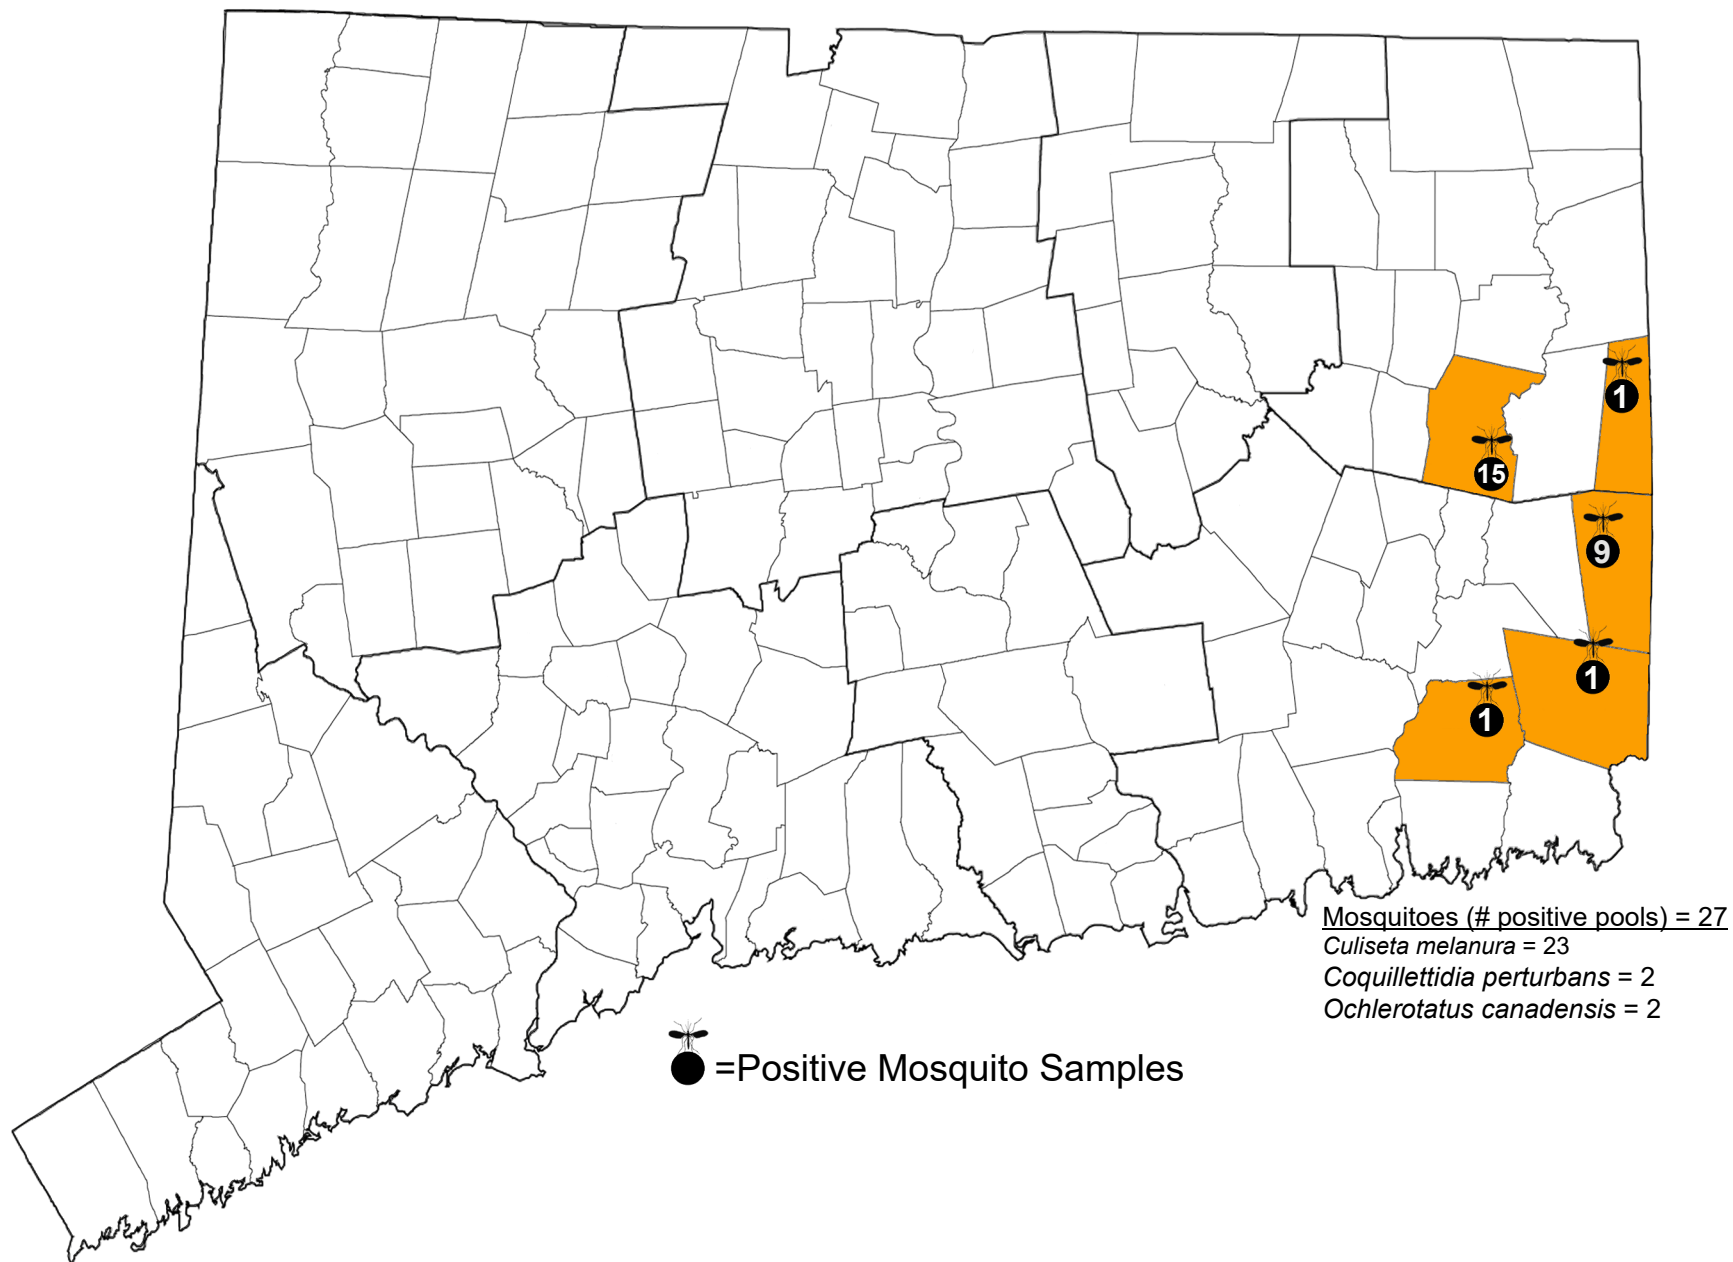 1
15
9
1
1
Mosquitoes (# positive pools) = 27
Culiseta melanura = 23
Coquillettidia perturbans = 2
Ochlerotatus canadensis = 2
=Positive Mosquito Samples